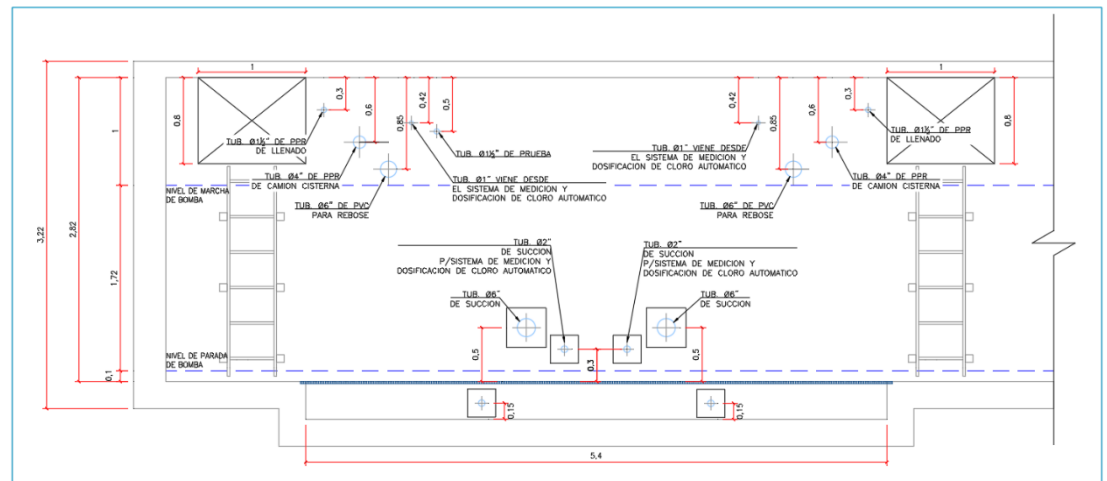 1
1
0,3
0,6
0,85
0,42
0,5
0,8
TUB. Ø1½" DE PPR
DE LLENADO
TUB. Ø4" DE PPR
DE CAMION CISTERNA
TUB. Ø6" DE PVC
PARA REBOSE
TUB. Ø1½" DE PRUEBA
TUB. Ø1" VIENE DESDE
EL SISTEMA DE MEDICION Y
DOSIFICACION DE CLORO AUTOMATICO
0,42
0,85
0,6
0,3
0,8
TUB. Ø1" VIENE DESDE
EL SISTEMA DE MEDICION Y
DOSIFICACION DE CLORO AUTOMATICO
TUB. Ø1½" DE PPR
DE LLENADO
TUB. Ø4" DE PPR
DE CAMION CISTERNA
TUB. Ø6" DE PVC
PARA REBOSE
1
NIVEL DE MARCHA
DE BOMBA
3,22
2,82
1,72
TUB. Ø2"
DE SUCCION
P/SISTEMA DE MEDICION Y
DOSIFICACION DE CLORO AUTOMATICO
TUB. Ø2"
DE SUCCION
P/SISTEMA DE MEDICION Y
DOSIFICACION DE CLORO AUTOMATICO
TUB. Ø6"
DE SUCCION
TUB. Ø6"
DE SUCCION
NIVEL DE PARADA
DE BOMBA
0,5
0,3
0,5
0,1
0,15
0,15
5,4